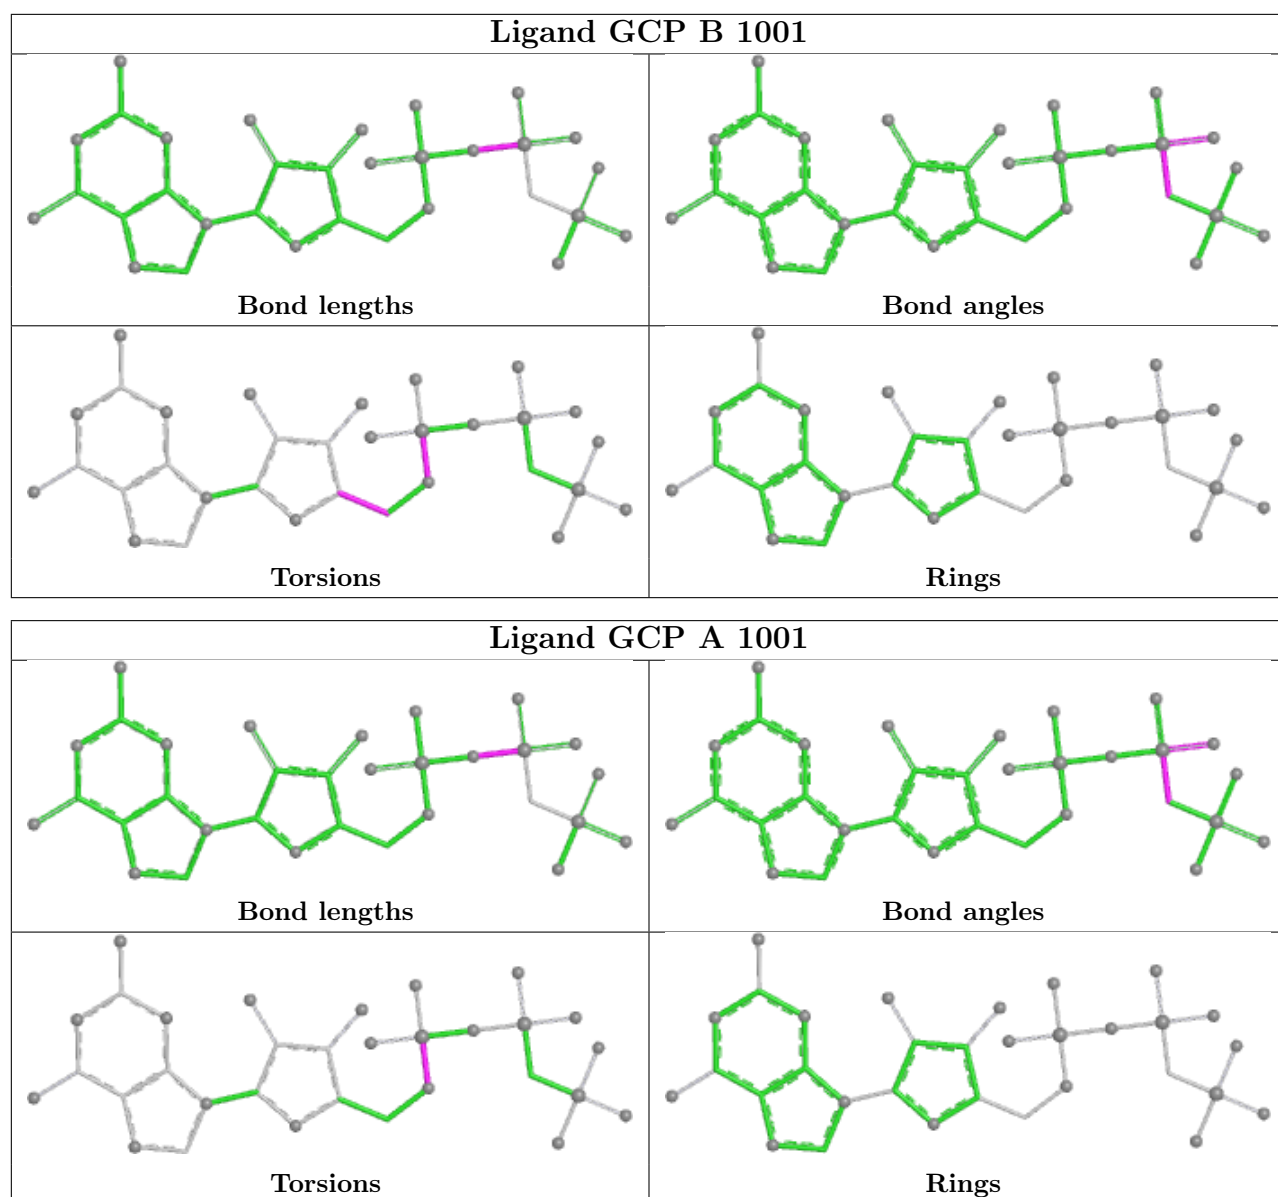 Ligand GCP B 1001
Bond lengths
Bond angles
Torsions
Rings
Ligand GCP A 1001
Bond lengths
Bond angles
Torsions
Rings